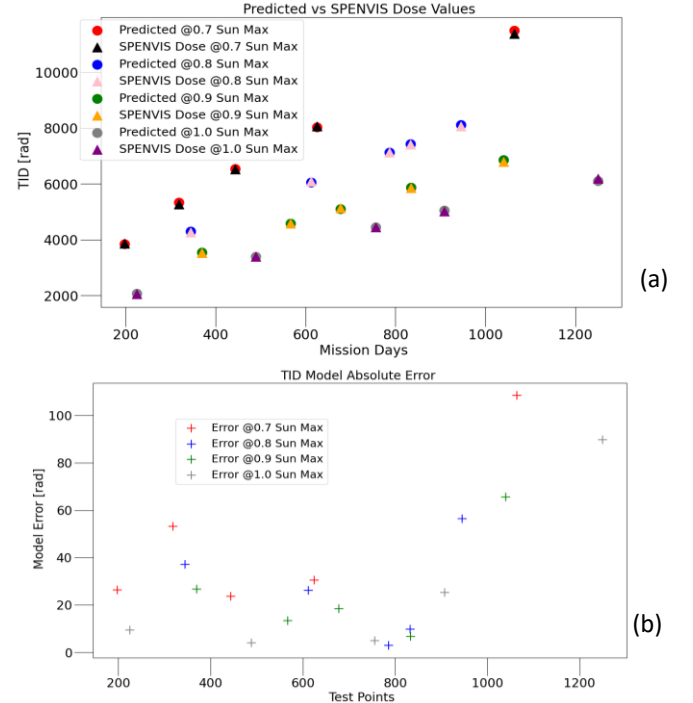 Predicted vs SPENVIS Dose Values
TID [rad]
10000
8000
6000
4000
2000
Predicted @0.7 Sun Max
SPENVIS Dose @0.7 Sun Max
Predicted @0.8 Sun Max
SPENVIS Dose @0.8 Sun Max
Predicted @0.9 Sun Max
SPENVIS Dose @0.9 Sun Max
Predicted @1.0 Sun Max
SPENVIS Dose @1.0 Sun Max
200 400 600 800 1000 1200
Mission Days
(a)
TID Model Absolute Error
Model Error [rad]
100
80
60
40
20
0
Error @0.7 Sun Max
Error @0.8 Sun Max
Error @0.9 Sun Max
Error @1.0 Sun Max
200 400 600 800 1000 1200
Test Points
(b)